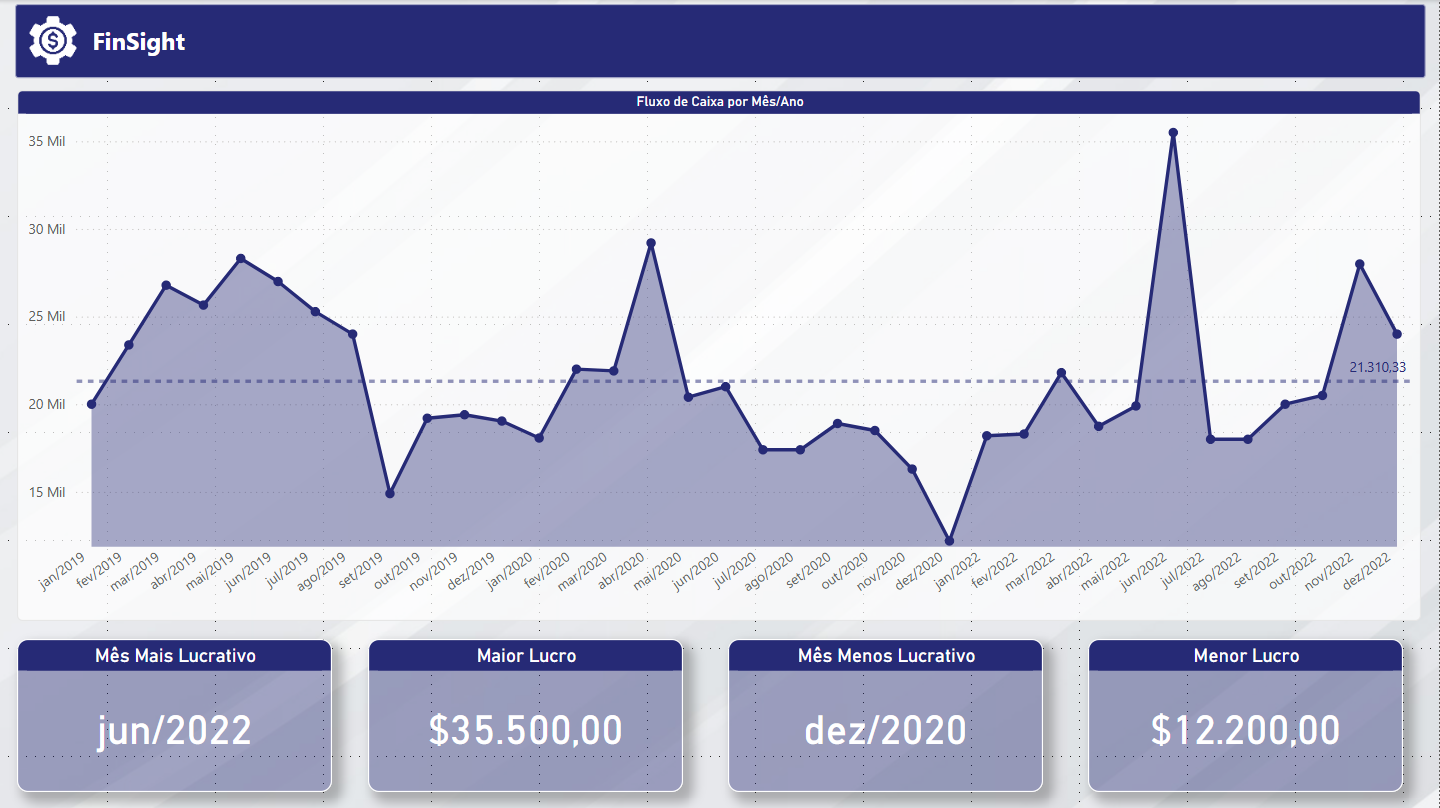 FinSight
Fluxo de Caixa por Mês/Ano
35 Mil
30 Mil
25 Mil
20 Mil
15 Mil
21.310,33
jan/2019
fev/2019
mar/2019
abr/2019
mai/2019
jun/2019
jul/2019
ago/2019
set/2019
out/2019
nov/2019
dez/2019
jan/2020
fev/2020
mar/2020
abr/2020
mai/2020
jun/2020
jul/2020
ago/2020
set/2020
out/2020
nov/2020
dez/2020
jan/2022
fev/2022
mar/2022
abr/2022
mai/2022
jun/2022
jul/2022
ago/2022
set/2022
out/2022
nov/2022
dez/2022
Mês Mais Lucrativo
jun/2022
Maior Lucro
$35.500,00
Mês Menos Lucrativo
dez/2020
Menor Lucro
$12.200,00